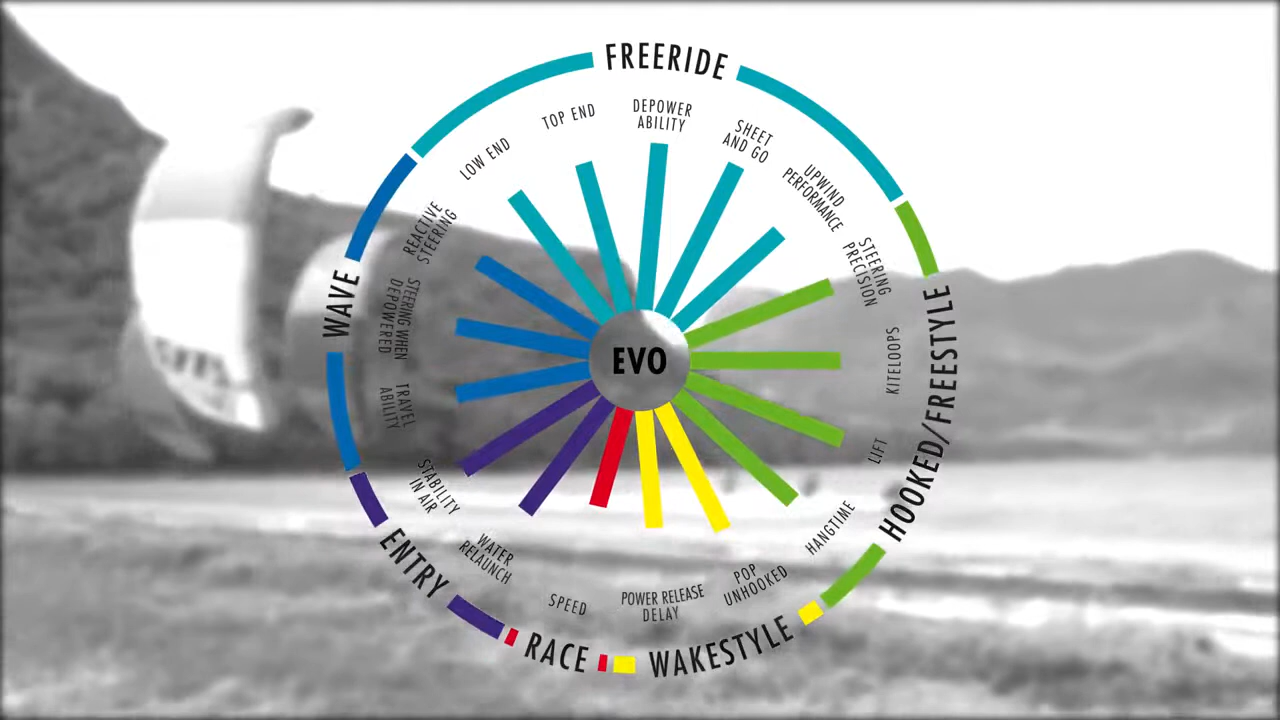 FREERIDE
TOP END
DEPOWER
ABILITY
SHEET
AND GO
LOW END
UPWIND
PERFORMANCE
REACTIVE
STEERING
STEERING
PRECISION
WAVE
STEERING WHEN
DEPOWERED
EVO
KITELOOPS
HOOKED/FREESTYLE
TRAVEL
ABILITY
LIFT
STABILITY
IN AIR
HANGTIME
ENTRY
WATER
RELAUNCH
POP
UNHOOKED
SPEED
POWER RELEASE
DELAY
RACE
WAKESTYLE